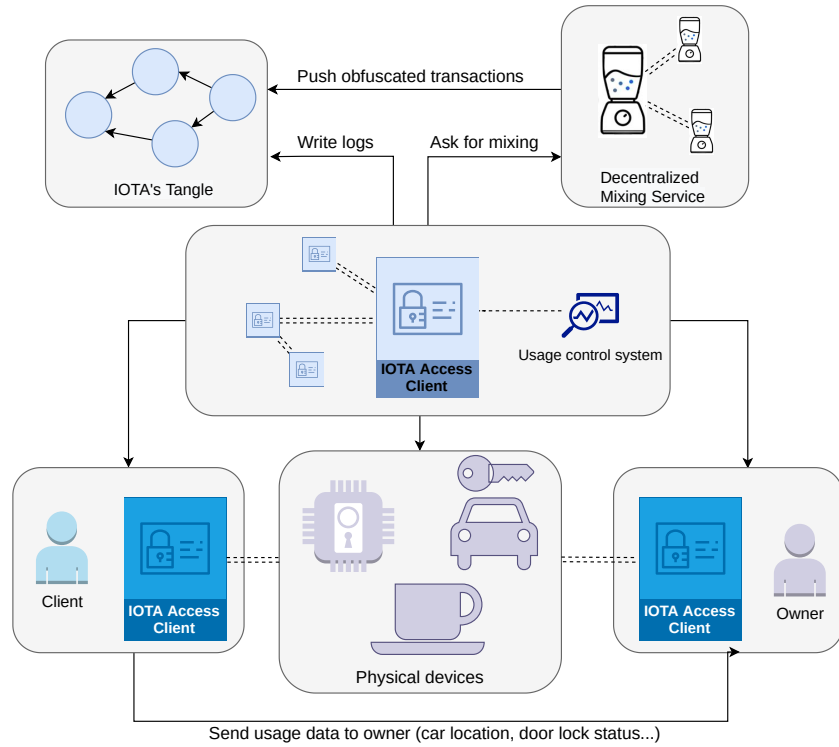 Push obfuscated transactions
Write logs
Ask for mixing
IOTA's Tangle
Decentralized
Mixing Service
IOTA Access
Client
Usage control system
Client
IOTA Access
Client
Physical devices
IOTA Access
Client
Owner
Send usage data to owner (car location, door lock status...)